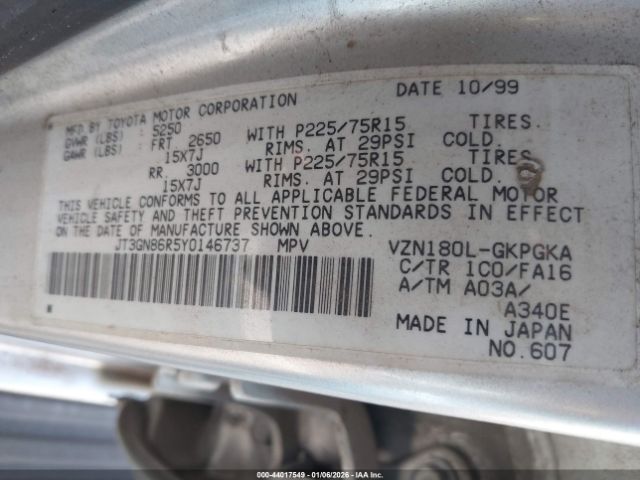 MFD BY TOYOTA MOTOR CORPORATION DATE 10/99
GVWR (LBS) : 5250
GAWR (LBS) : FRT 2650 WITH P225/75R15 TIRES.
15X7J RIMS. AT 29PSI COLD.
RR. 3000 WITH P225/75R15 TIRES.
15X7J RIMS. AT 29PSI COLD.
THIS VEHICLE CONFORMS TO ALL APPLICABLE FEDERAL MOTOR
VEHICLE SAFETY AND THEFT PREVENTION STANDARDS IN EFFECT
ON THE DATE OF MANUFACTURE SHOWN ABOVE.
JT3GN86R5Y0146737 MPV VZN180L-GKPGKA
C/TR 1C0/FA16
A/TM A03A/
A340E
MADE IN JAPAN
NO.607
000-44017549 - 01/06/2026 - IAA Inc.